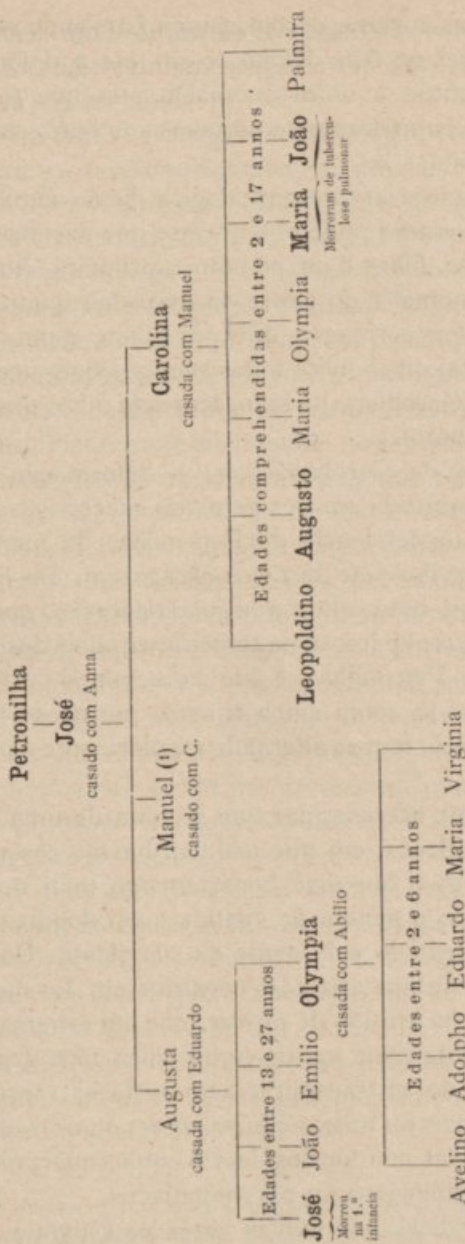 Petronilha
José
casado com Anna
Augusta
casada com Eduardo
Manuel (1)
casado com C.
Carolina
casada com Manuel
Edades entre 13 e 27 annos
José João Emilio Olympia
Morreu
na 1.ª
infancia
casada com Abilio
Edades entre 2 e 6 annos
Avelino Adolpho Eduardo Maria Virginia
Edades comprehendidas entre 2 e 17 annos
Leopoldino Augusto Maria Olympia Maria João Palmira
Morreram de tubercu-
lose pulmonar